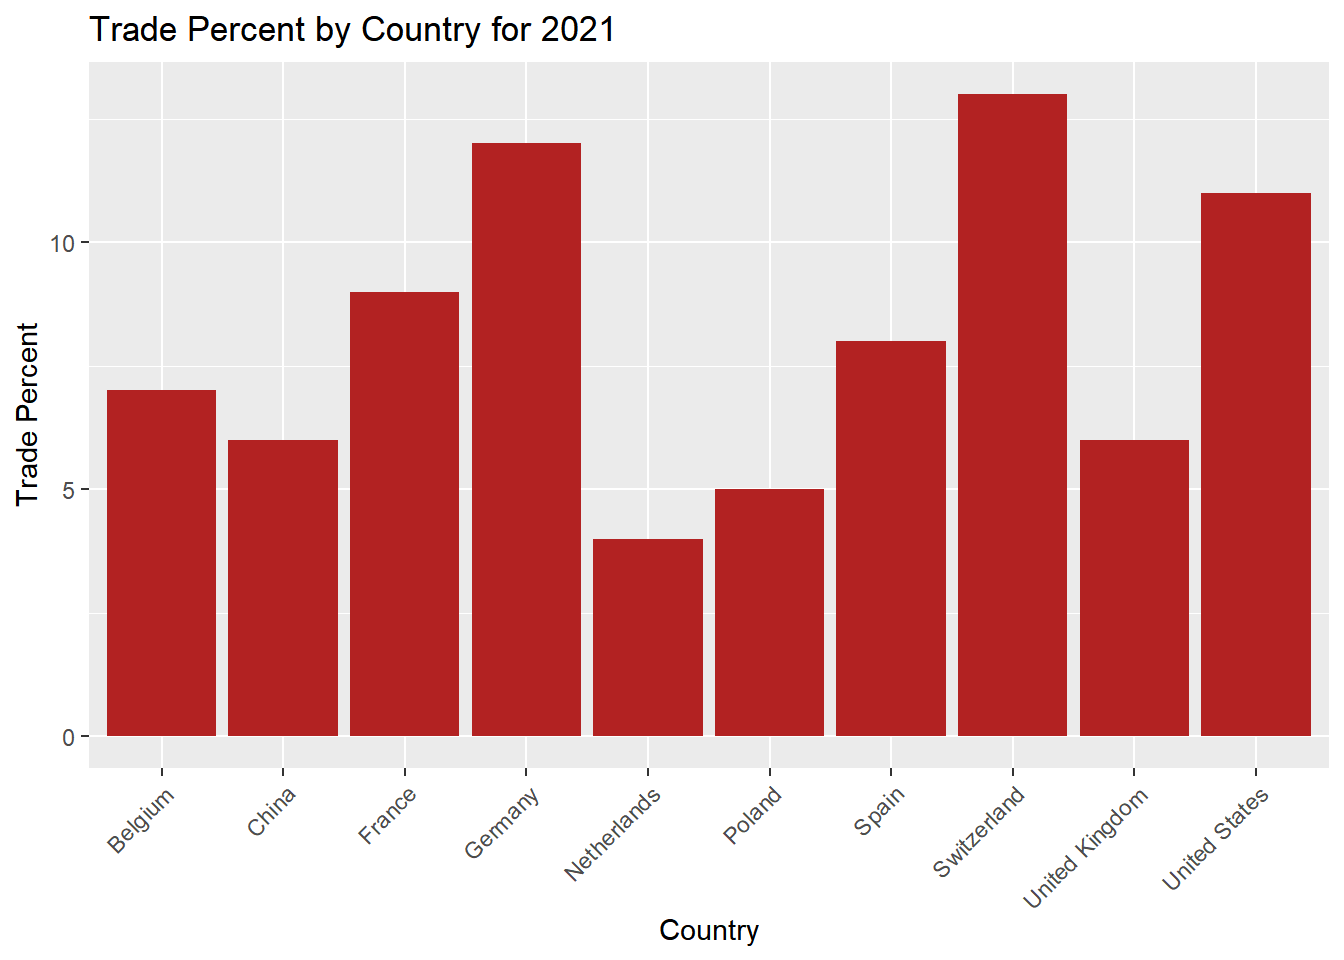 Trade Percent by Country for 2021
Trade Percent
10
5
0
Belgium
China
France
Germany
Netherlands
Poland
Spain
Switzerland
United Kingdom
United States
Country